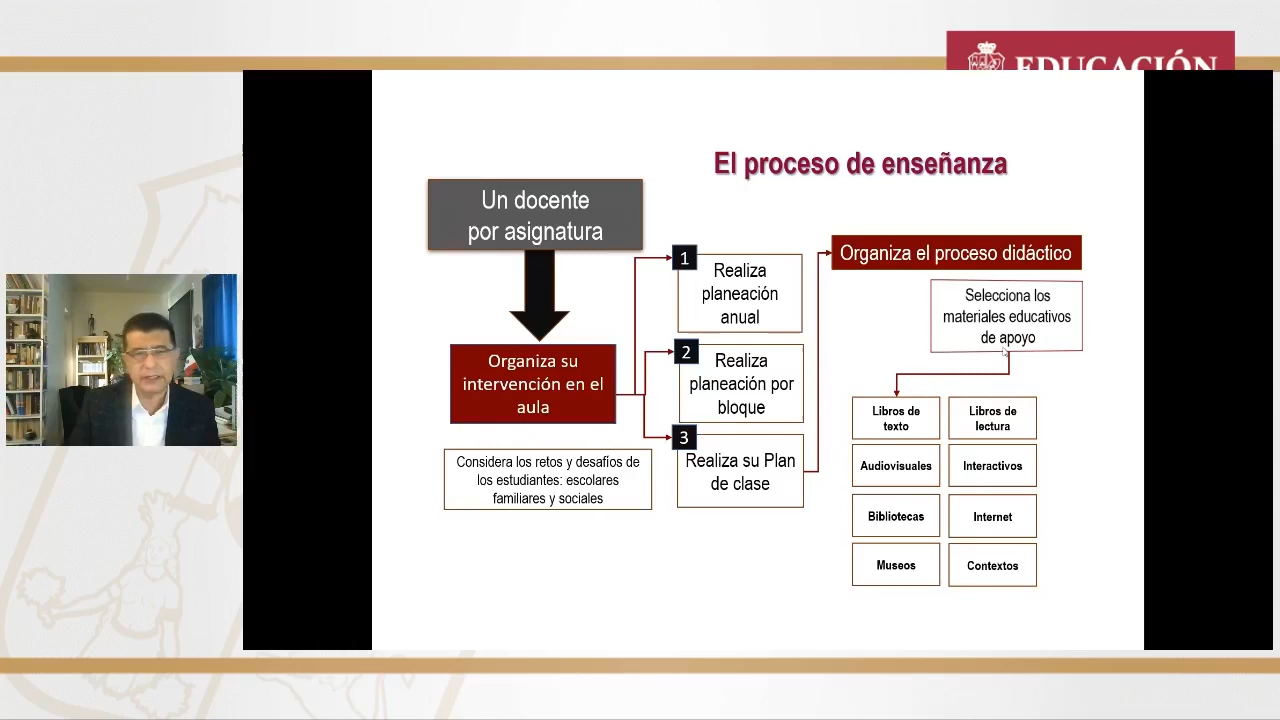 EDUCACIÓN
El proceso de enseñanza
Un docente
por asignatura
Organiza su
intervención en el
aula
Considera los retos y desafíos de
los estudiantes: escolares
familiares y sociales
1
Realiza
planeación
anual
2
Realiza
planeación por
bloque
3
Realiza su Plan
de clase
Organiza el proceso didáctico
Selecciona los
materiales educativos
de apoyo
Libros de
texto
Libros de
lectura
Audiovisuales
Interactivos
Bibliotecas
Internet
Museos
Contextos